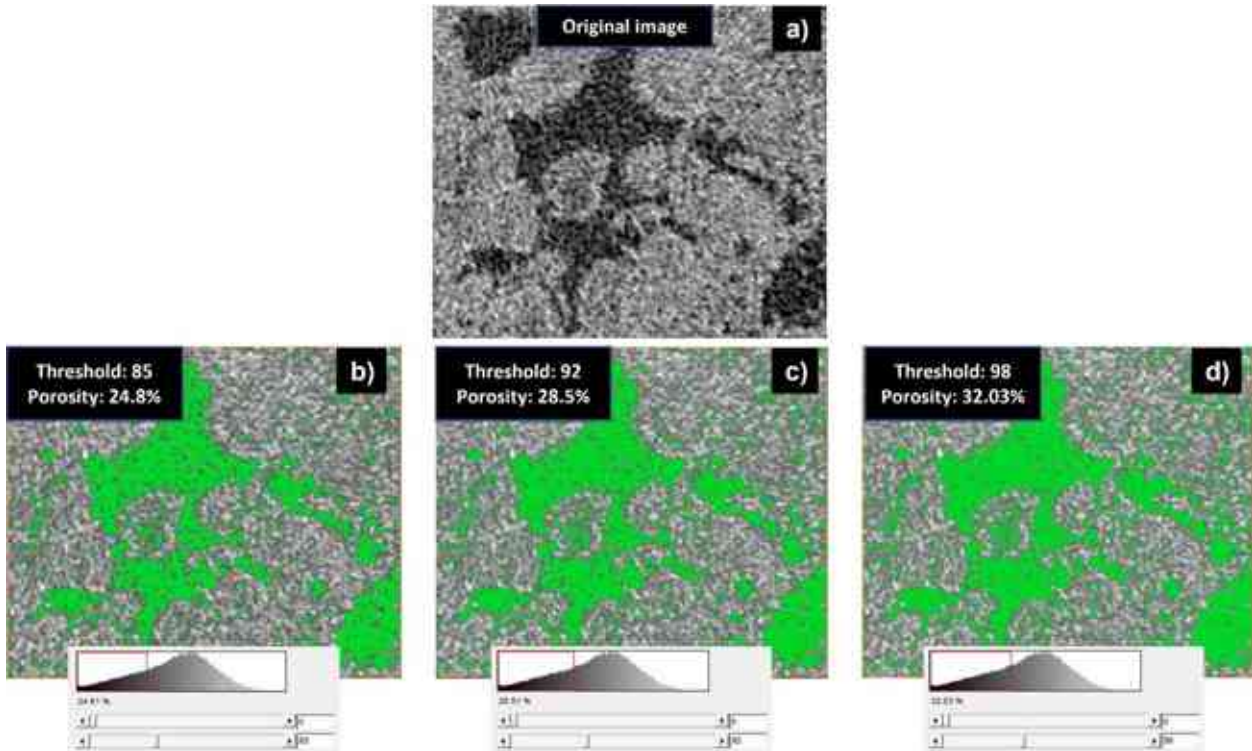 Original image
a)
Threshold: 85
Porosity: 24.8%
b)
Threshold: 92
Porosity: 28.5%
c)
Threshold: 98
Porosity: 32.03%
d)